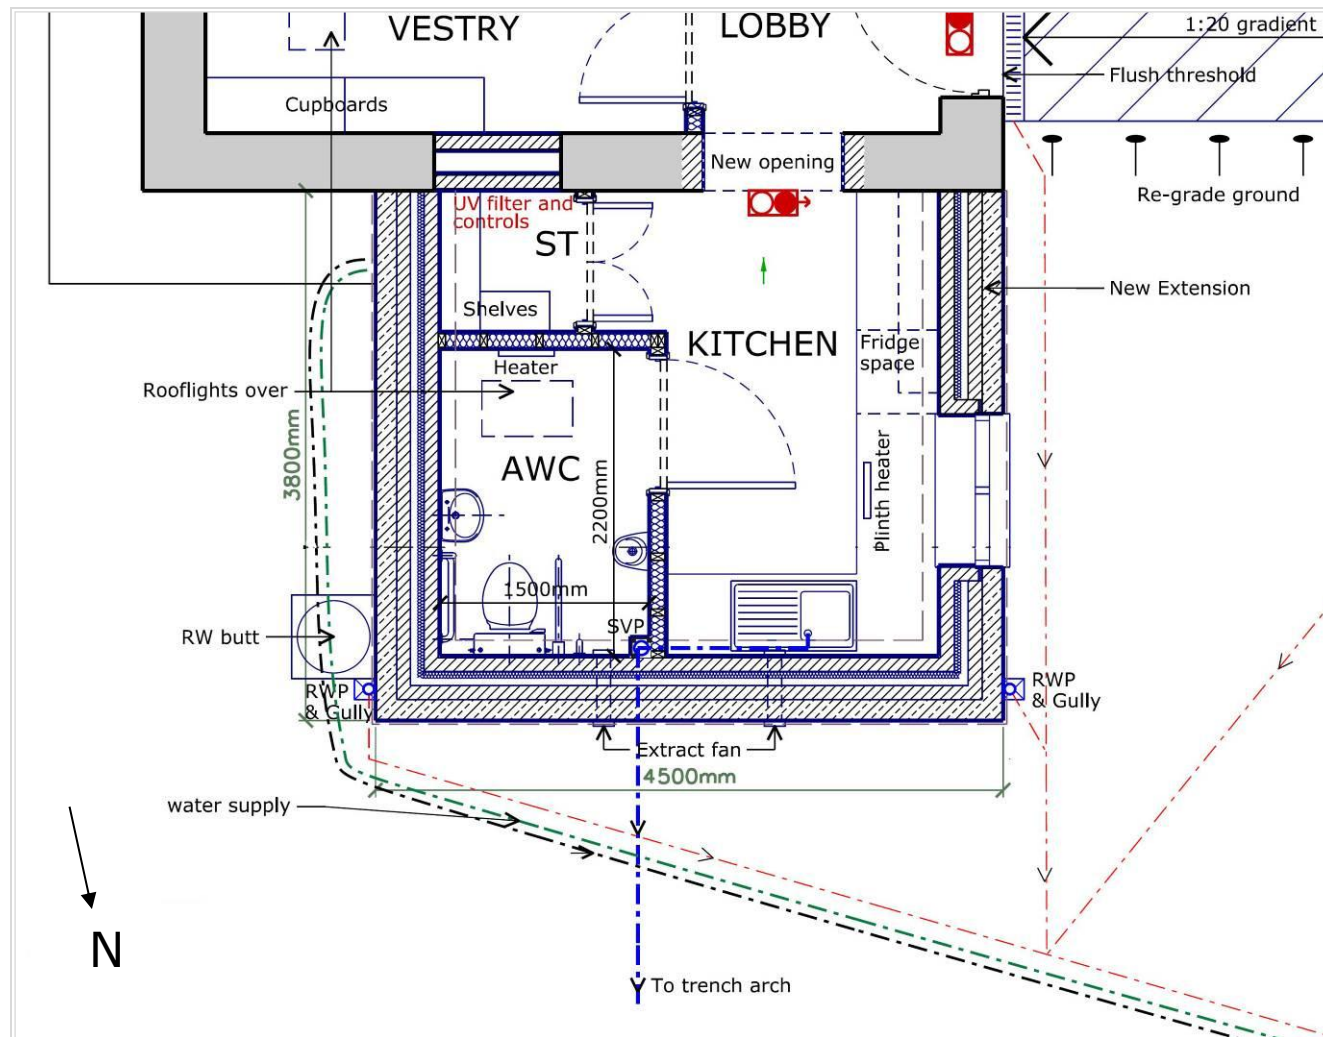 VESTRY
LOBBY
1:20 gradient
Flush threshold
Cupboards
New opening
Re-grade ground
UV filter and
controls
ST
New Extension
Shelves
KITCHEN
Fridge
space
Heater
Rooflights over
3800mm
AWC
2200mm
Plinth heater
1500mm
SVP
RW butt
RWP
& Gully
RWP
& Gully
Extract fan
4500mm
water supply
N
To trench arch